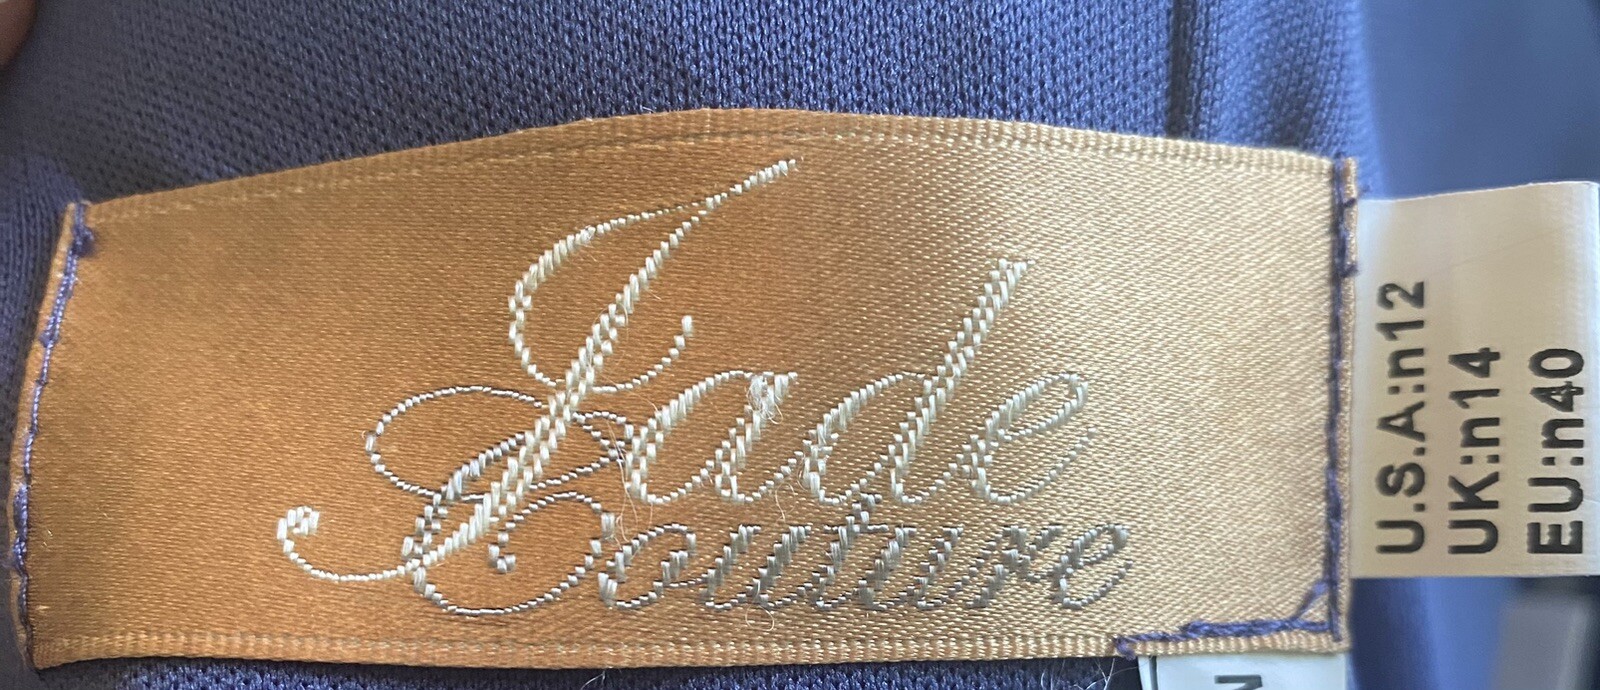 Jade
Couture
U.S.A:n12
UK:n14
EU:n40